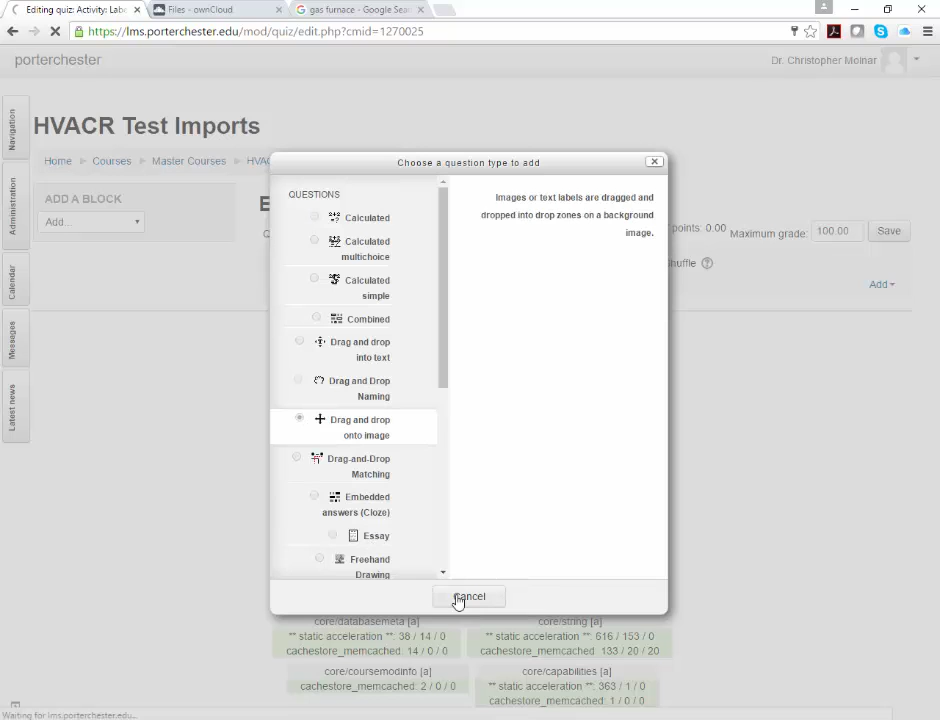 Editing quiz: Activity: Labe
Files - ownCloud
gas furnace - Google Sear
https://lms.porterchester.edu/mod/quiz/edit.php?cmid=1270025
porterchester
Dr. Christopher Molnar
Navigation
Administration
Calendar
Messages
Latest news
HVACR Test Imports
Home
Courses
Master Courses
HVAC
ADD A BLOCK
Add...
E
points: 0.00
Maximum grade:
100.00
Save
huffle
Add
Choose a question type to add
QUESTIONS
Calculated
Calculated
multichoice
Calculated
simple
Combined
Drag and drop
into text
Drag and Drop
Naming
Drag and drop
onto image
Drag-and-Drop
Matching
Embedded
answers (Cloze)
Essay
Freehand
Drawing
Images or text labels are dragged and
dropped into drop zones on a background
image.
Cancel
core/databasemeta [a]
** static acceleration **: 38 / 14 / 0
cachestore_memcached: 14 / 0 / 0
core/string [a]
** static acceleration **: 616 / 153 / 0
cachestore_memcached: 133 / 20 / 20
core/coursemodinfo [a]
cachestore_memcached: 2 / 0 / 0
core/capabilities [a]
** static acceleration **: 363 / 1 / 0
cachestore_memcached: 1 / 0 / 0
Waiting for lms.porterchester.edu...